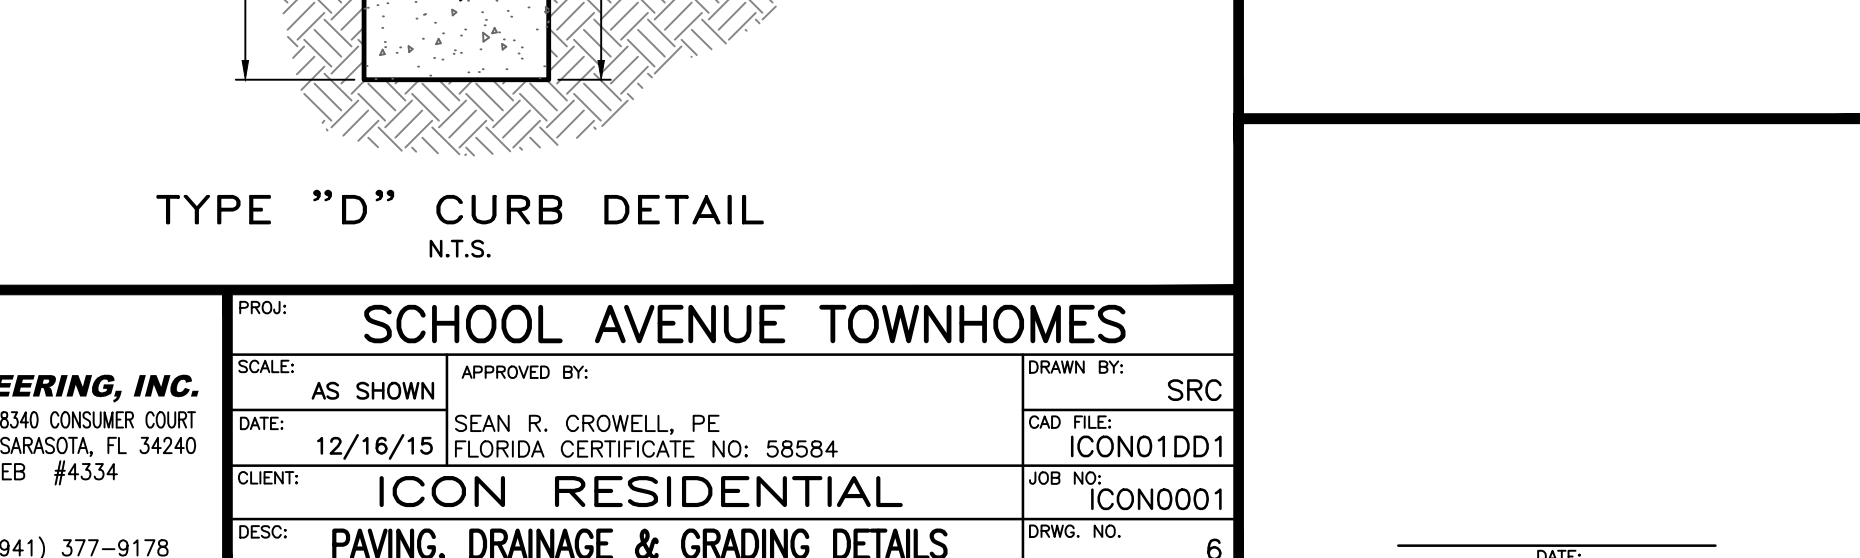 TYPE "D" CURB DETAIL
N.T.S.
EERING, INC.
8340 CONSUMER COURT
SARASOTA, FL 34240
EB #4334
941) 377-9178
PROJ: SCHOOL AVENUE TOWNHOMES
SCALE: AS SHOWN
DATE: 12/16/15
APPROVED BY:
SEAN R. CROWELL, PE
FLORIDA CERTIFICATE NO: 58584
DRAWN BY: SRC
CAD FILE: ICON01DD1
CLIENT: ICON RESIDENTIAL
JOB NO: ICON0001
DESC: PAVING, DRAINAGE & GRADING DETAILS
DRWG. NO. 6
DATE: